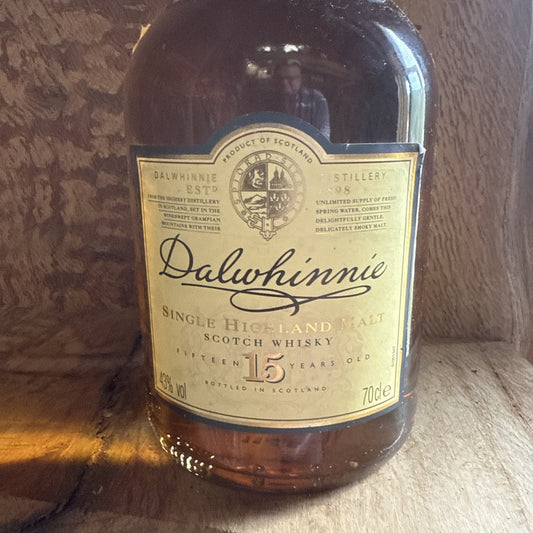 PRODUCT OF SCOTLAND
DALWHINNIE DISTILLERY
ESTD 1898
FROM THE HIGHEST DISTILLERY
IN SCOTLAND, SET IN THE
WINDSWEPT GRAMPIAN
MOUNTAINS WITH THEIR
UNLIMITED SUPPLY OF FRESH
SPRING WATER, COMES THIS
DELIGHTFULLY GENTLE,
DELICATELY SMOKY MALT.
Dalwhinnie
SINGLE HIGHLAND MALT
SCOTCH WHISKY
FIFTEEN 15 YEARS OLD
BOTTLED IN SCOTLAND
43% vol
70cl e